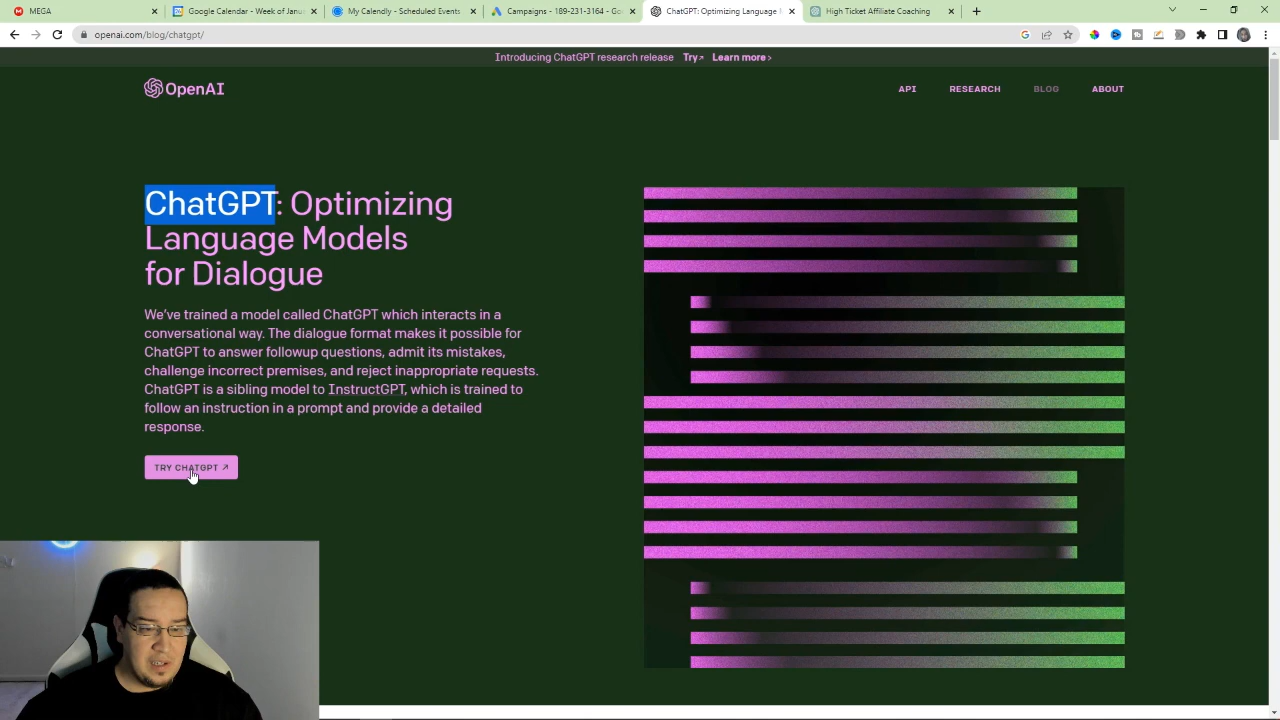 MEGA
Google Calendar - Week of Janu
My Calendly - Scheduled Events
Campaigns - 189-231-3164 - Go
ChatGPT: Optimizing Language M
High Ticket Affiliate Coaching
openai.com/blog/chatgpt/
Introducing ChatGPT research release Try↗ Learn more >
OpenAI
API RESEARCH BLOG ABOUT
ChatGPT: Optimizing
Language Models
for Dialogue
We've trained a model called ChatGPT which interacts in a
conversational way. The dialogue format makes it possible for
ChatGPT to answer followup questions, admit its mistakes,
challenge incorrect premises, and reject inappropriate requests.
ChatGPT is a sibling model to InstructGPT, which is trained to
follow an instruction in a prompt and provide a detailed
response.
TRY CHATGPT ↗